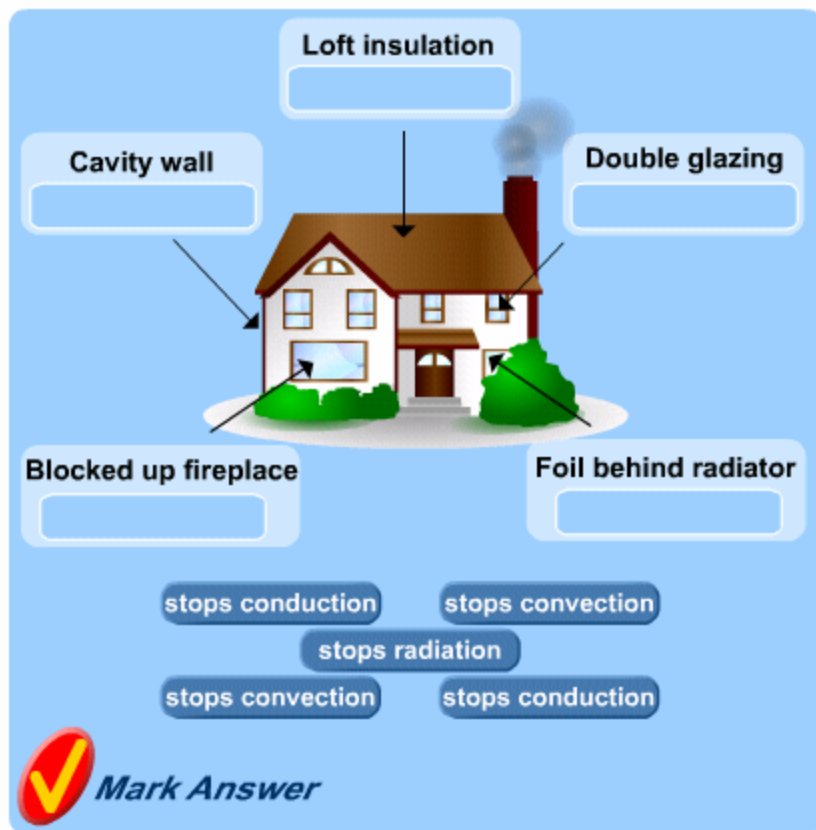 Loft insulation
Cavity wall
Double glazing
Blocked up fireplace
Foil behind radiator
stops conduction
stops convection
stops radiation
stops convection
stops conduction
Mark Answer